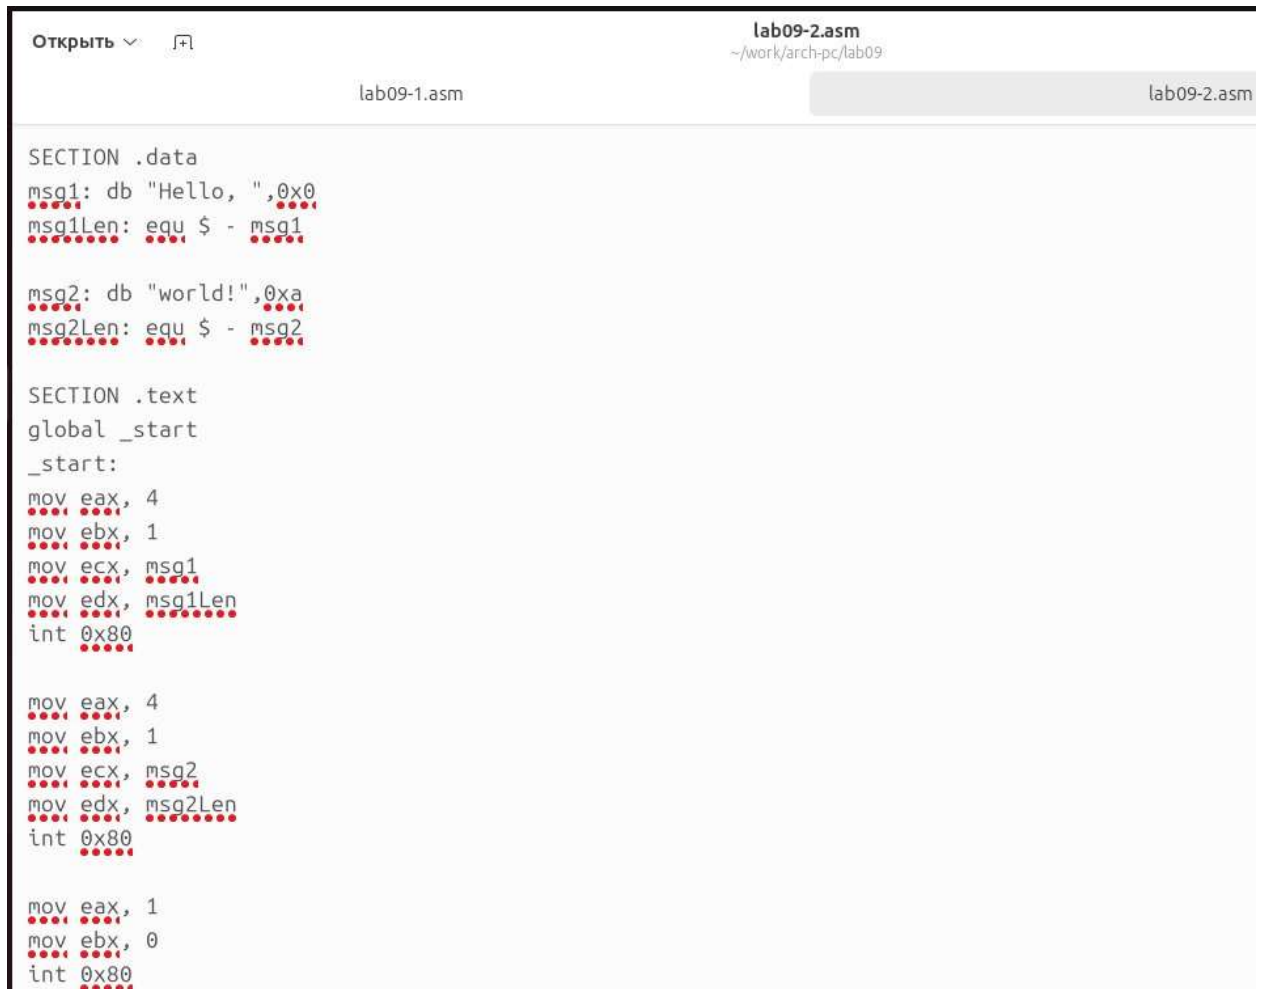 Открыть
lab09-2.asm
~/work/arch-pc/lab09
lab09-1.asm
lab09-2.asm
SECTION .data
msg1: db "Hello, ",0x0
msg1Len: equ $ - msg1

msg2: db "world!",0xa
msg2Len: equ $ - msg2

SECTION .text
global _start
_start:
mov eax, 4
mov ebx, 1
mov ecx, msg1
mov edx, msg1Len
int 0x80

mov eax, 4
mov ebx, 1
mov ecx, msg2
mov edx, msg2Len
int 0x80

mov eax, 1
mov ebx, 0
int 0x80